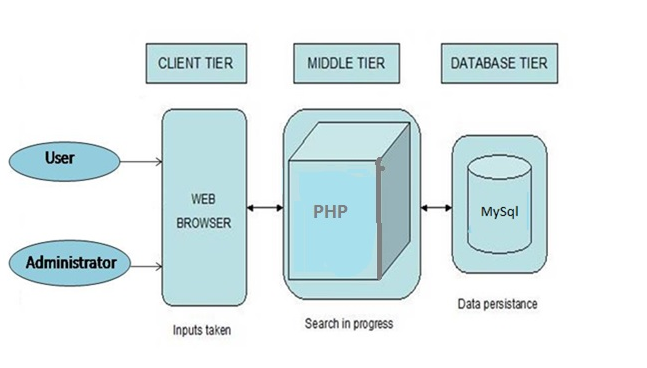 CLIENT TIER
MIDDLE TIER
DATABASE TIER
User
Administrator
WEB
BROWSER
PHP
MySql
Inputs taken
Search in progress
Data persistance